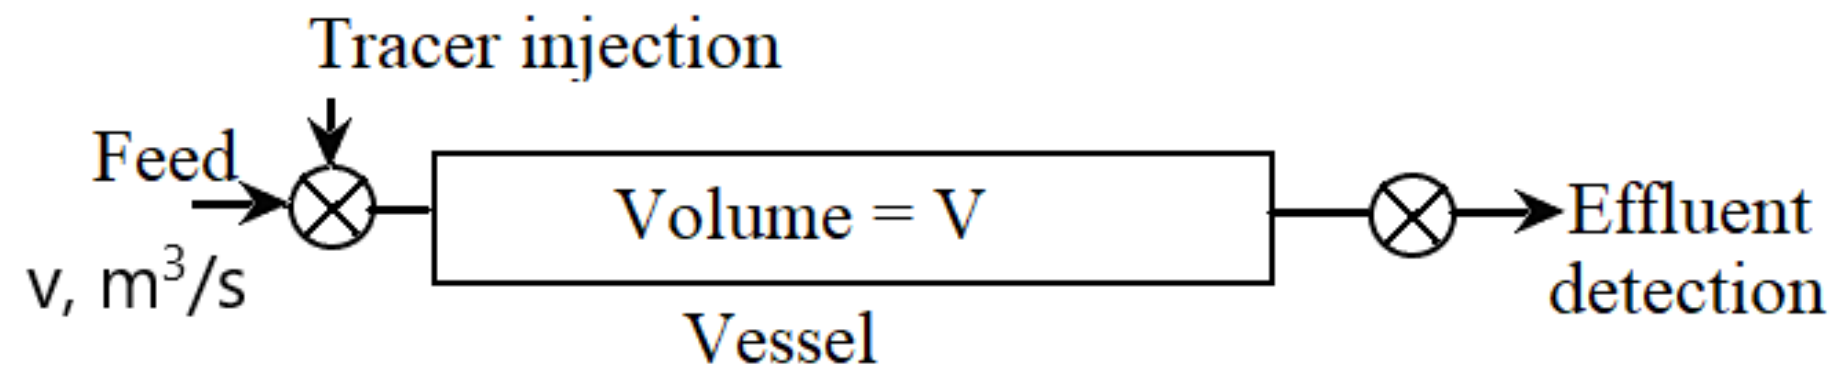 Tracer injection
Feed
v, m³/s
Volume = V
Vessel
Effluent
detection